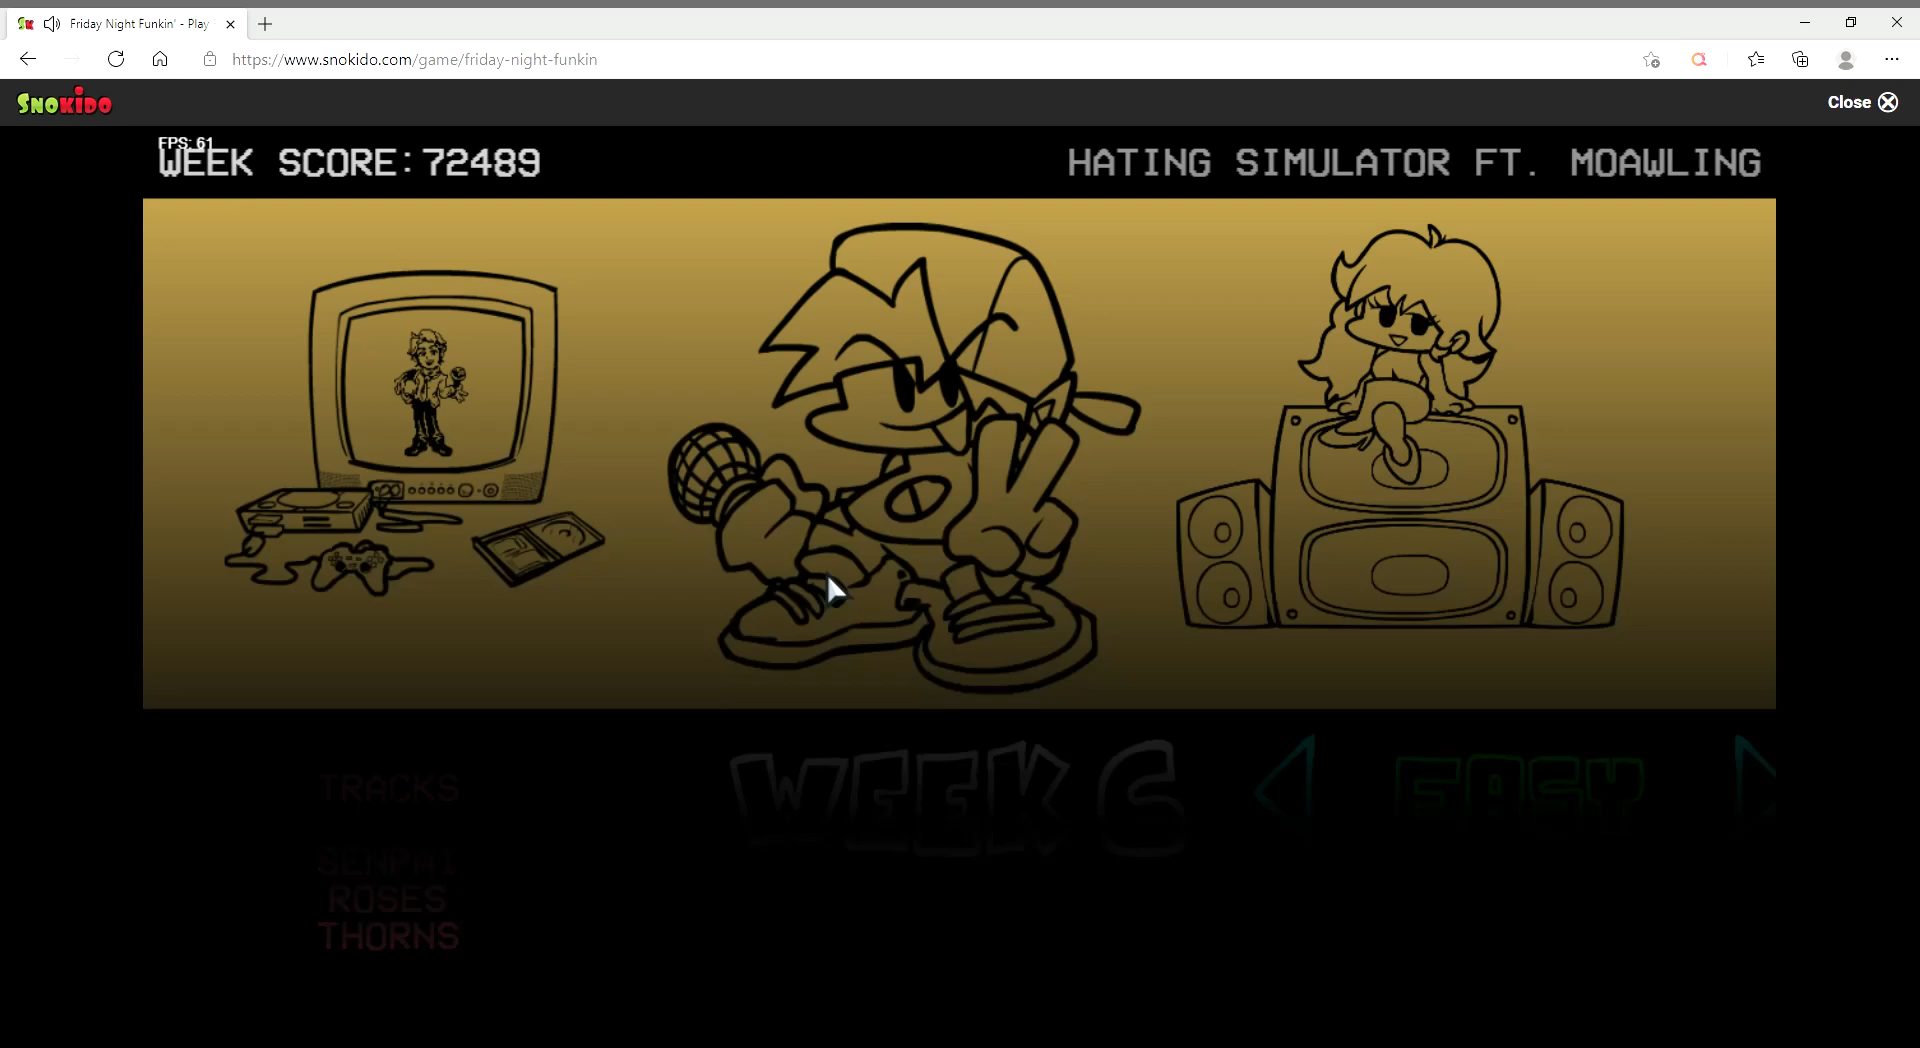 Friday Night Funkin' - Play
https://www.snokido.com/game/friday-night-funkin
SNOKIDO
Close
FPS: 61
WEEK SCORE:72489
HATING SIMULATOR FT. MOAWLING
WEEK 6
EASY
TRACKS
SENPAI
ROSES
THORNS